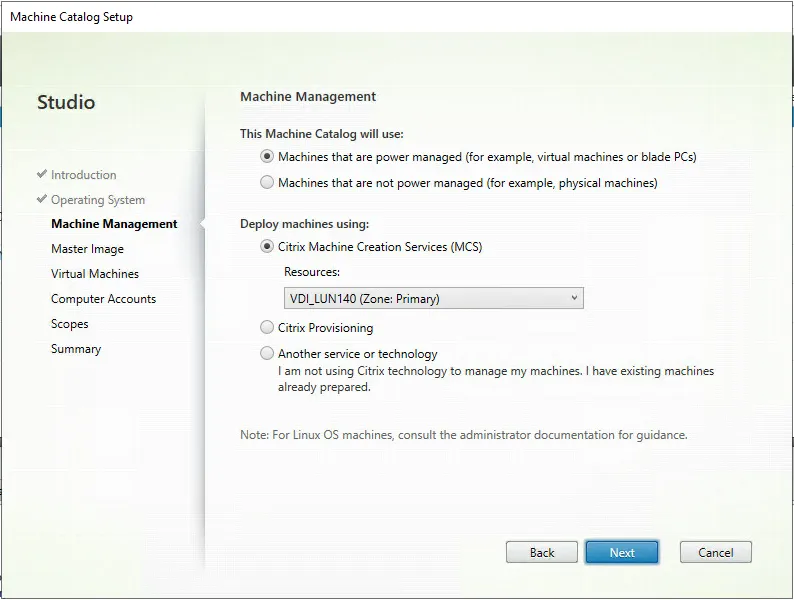 Machine Catalog Setup
Studio
Introduction
Operating System
Machine Management
Master Image
Virtual Machines
Computer Accounts
Scopes
Summary
Machine Management
This Machine Catalog will use:
Machines that are power managed (for example, virtual machines or blade PCs)
Machines that are not power managed (for example, physical machines)
Deploy machines using:
Citrix Machine Creation Services (MCS)
Resources:
VDI_LUN140 (Zone: Primary)
Citrix Provisioning
Another service or technology
I am not using Citrix technology to manage my machines. I have existing machines
already prepared.
Note: For Linux OS machines, consult the administrator documentation for guidance.
Back
Next
Cancel